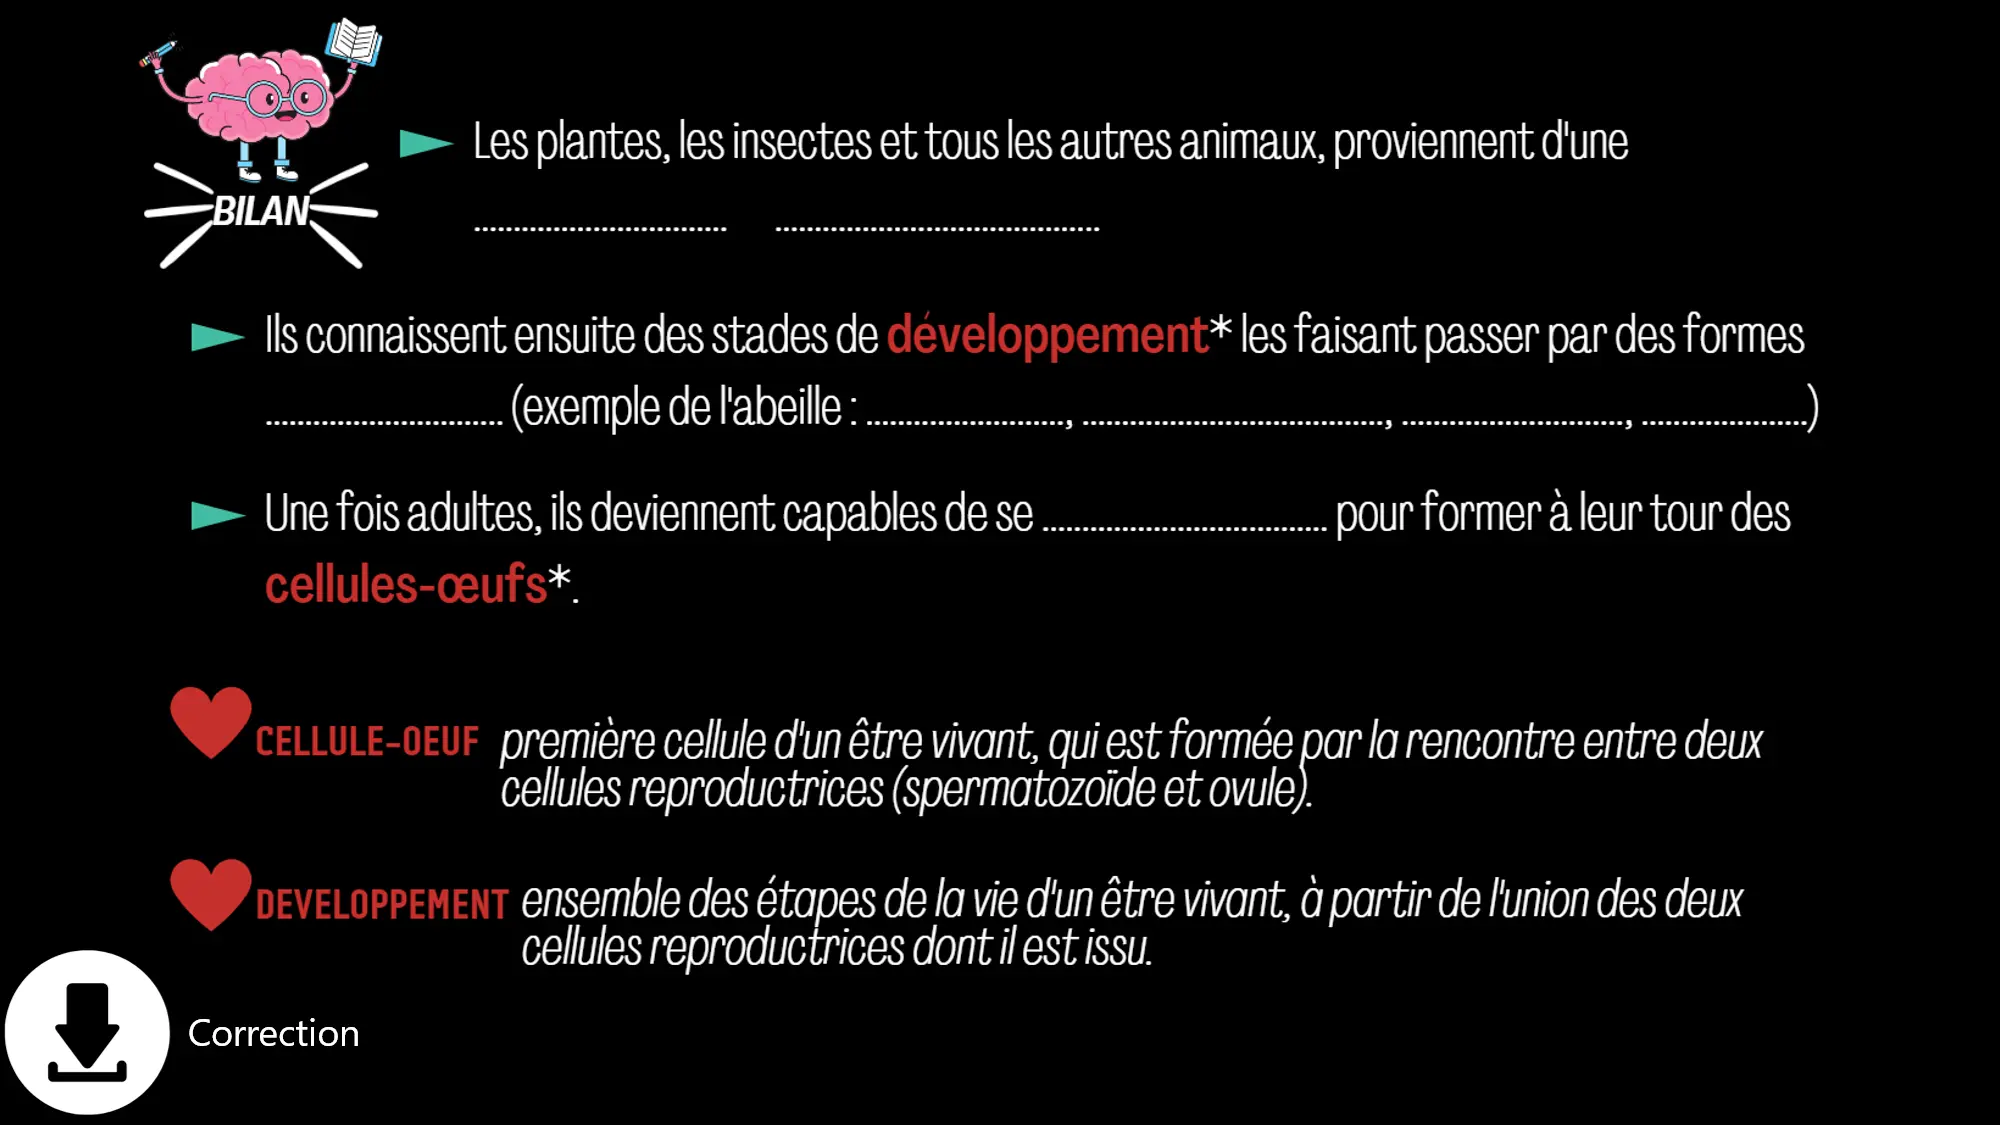 BILAN
Les plantes, les insectes et tous les autres animaux, proviennent d'une
................................ .........................................
Ils connaissent ensuite des stades de développement* les faisant passer par des formes
.............................. (exemple de l'abeille : ........................., ......................................, ............................, .....................)
Une fois adultes, ils deviennent capables de se .................................... pour former à leur tour des
cellules-œufs*.
CELLULE-OEUF première cellule d'un être vivant, qui est formée par la rencontre entre deux
cellules reproductrices (spermatozoïde et ovule).
DEVELOPPEMENT ensemble des étapes de la vie d'un être vivant, à partir de l'union des deux
cellules reproductrices dont il est issu.
Correction